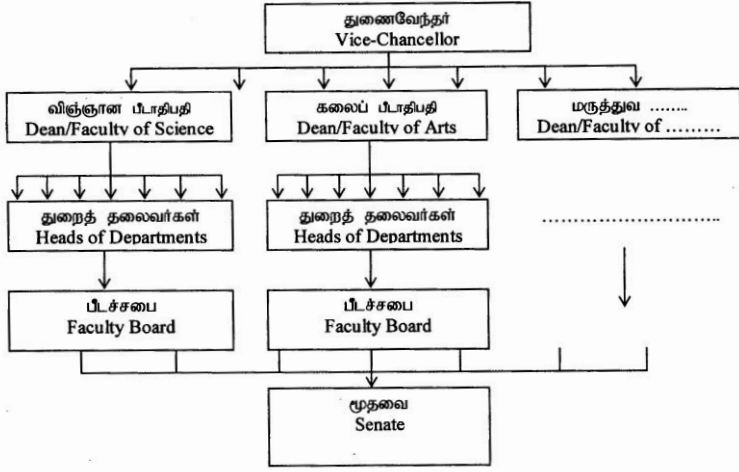 துணைவேந்தர்
Vice-Chancellor
விஞ்ஞான பீடாதிபதி
Dean/Faculty of Science
கலைப் பீடாதிபதி
Dean/Faculty of Arts
மருத்துவ ........
Dean/Faculty of .........
துறைத் தலைவர்கள்
Heads of Departments
துறைத் தலைவர்கள்
Heads of Departments
............................
பீடச்சபை
Faculty Board
பீடச்சபை
Faculty Board
மூதவை
Senate